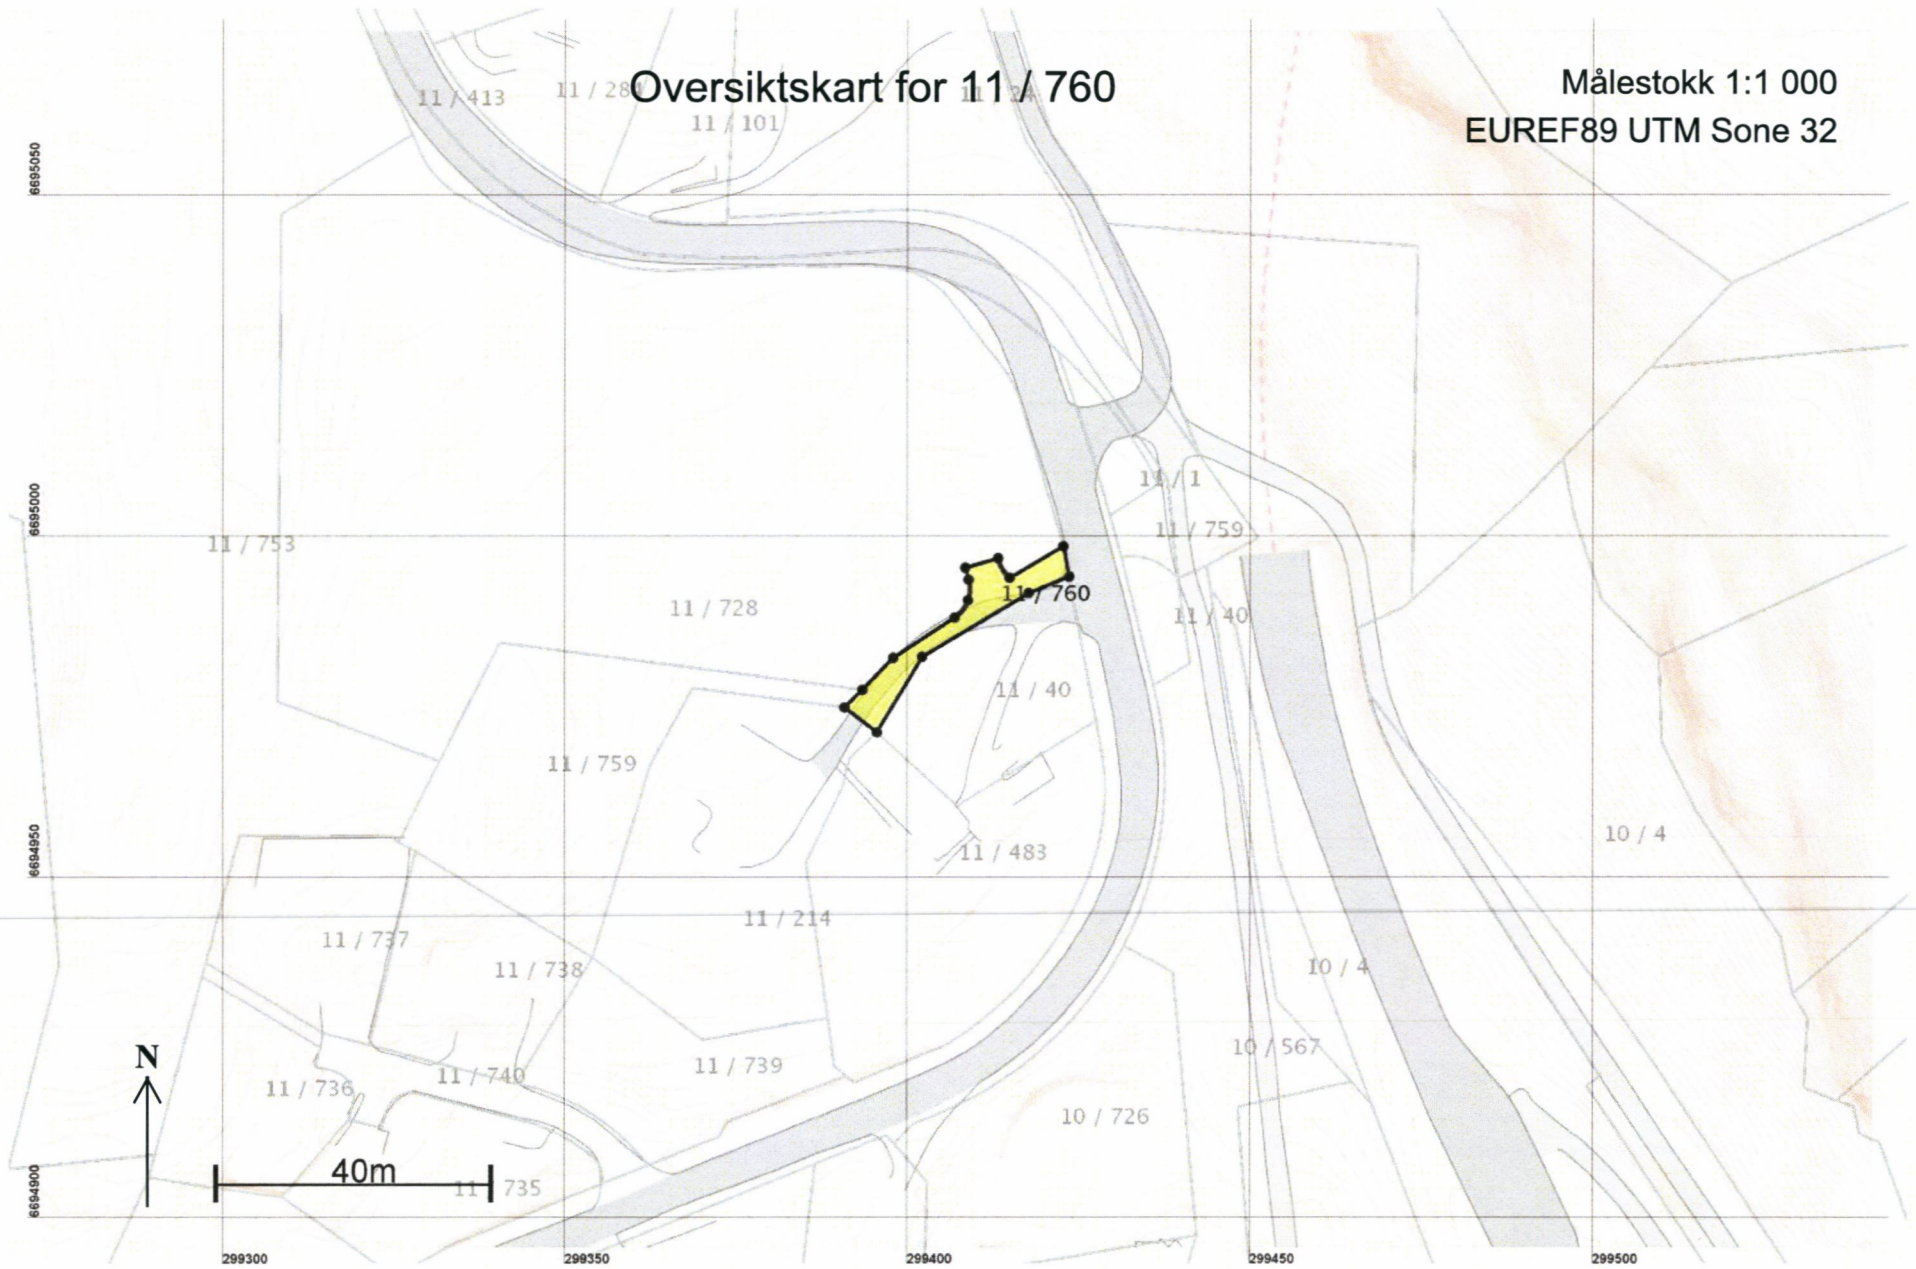 Oversiktskart for 11 / 760
Målestokk 1:1 000
EUREF89 UTM Sone 32
11 / 413
11 / 284
11 / 101
6695050
11 / 1
6695000
11 / 759
11 / 753
11 / 760
11 / 728
11 / 40
11 / 40
11 / 759
10 / 4
6694950
11 / 483
11 / 214
11 / 737
11 / 738
10 / 4
N
10 / 567
11 / 739
11 / 740
11 / 736
10 / 726
40m
11 / 735
6694900
299300
299350
299400
299450
299500